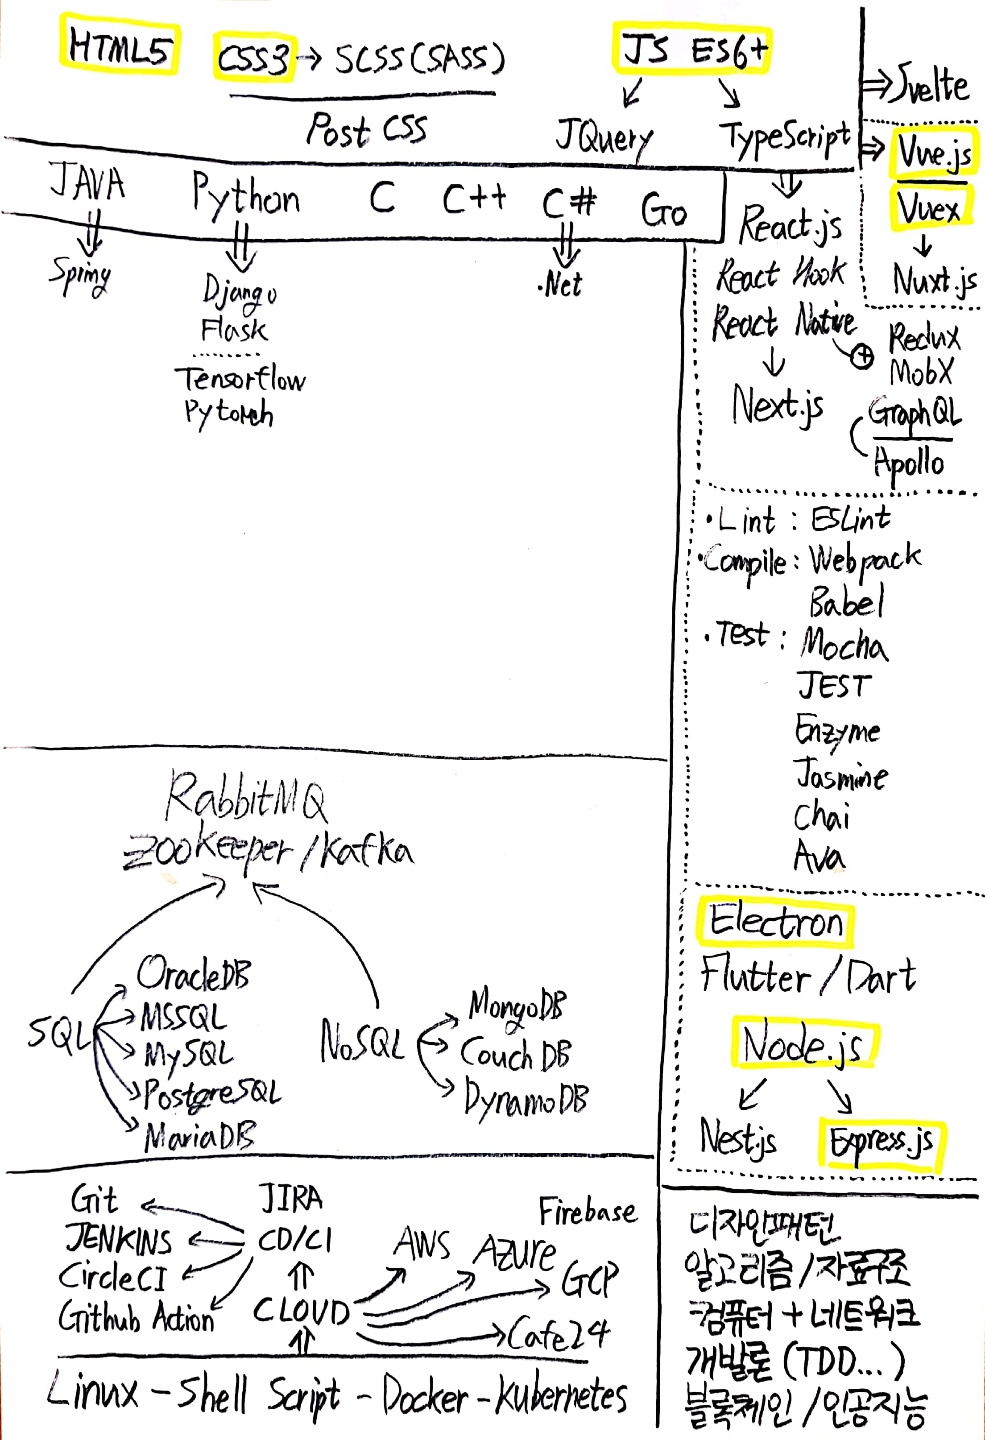 HTML5
CSS3 → SCSS(SASS)
Post CSS
JS ES6+
JQuery
TypeScript
⇒ Svelte
⇒ Vue.js
Vuex
Nuxt.js
JAVA Python C C++ C# Go
Spring
Django
Flask
Tensorflow
Pytorch
.Net
React.js
React Hook
React Native
Next.js
Redux
MobX
GraphQL
Apollo
·Lint : ESLint
·Compile : Webpack
Babel
·Test : Mocha
JEST
Enzyme
Jasmine
Chai
Ava
Electron
Flutter / Dart
Node.js
Nest.js
Express.js
RabbitMQ
Zookeeper / Kafka
SQL
OracleDB
MSSQL
MySQL
PostgreSQL
MariaDB
NoSQL
MongoDB
Couch DB
DynamoDB
Git
JENKINS
CircleCI
Github Action
JIRA
CD/CI
CLOUD
AWS
AZURE
Firebase
GCP
Cafe24
Linux - Shell Script - Docker - Kubernetes
디자인패턴
알고리즘 / 자료구조
컴퓨터 + 네트워크
개발론 (TDD...)
블록체인 / 인공지능